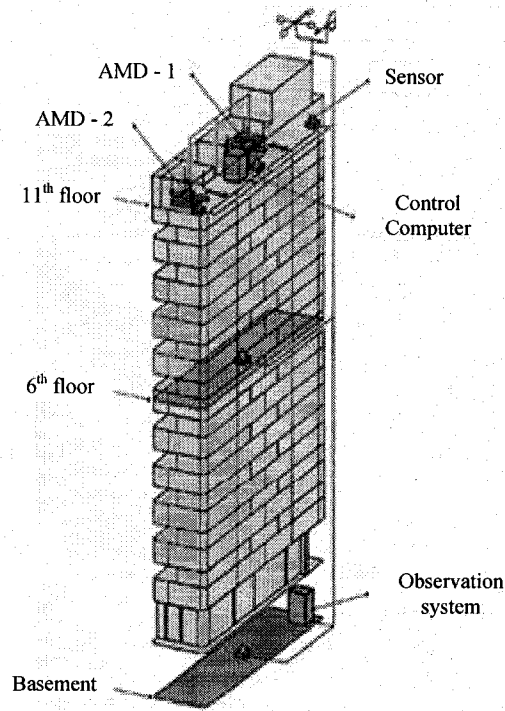 AMD - 1
Sensor
AMD - 2
11th floor
Control
Computer
6th floor
Observation
system
Basement